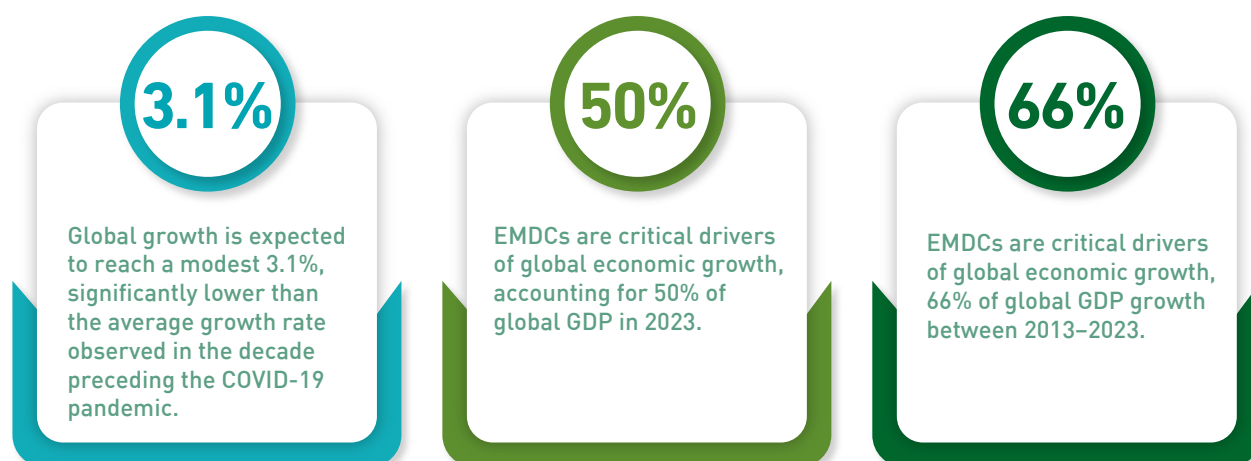 3.1%
Global growth is expected
to reach a modest 3.1%,
significantly lower than
the average growth rate
observed in the decade
preceding the COVID-19
pandemic.
50%
EMDCs are critical drivers
of global economic growth,
accounting for 50% of
global GDP in 2023.
66%
EMDCs are critical drivers
of global economic growth,
66% of global GDP growth
between 2013–2023.